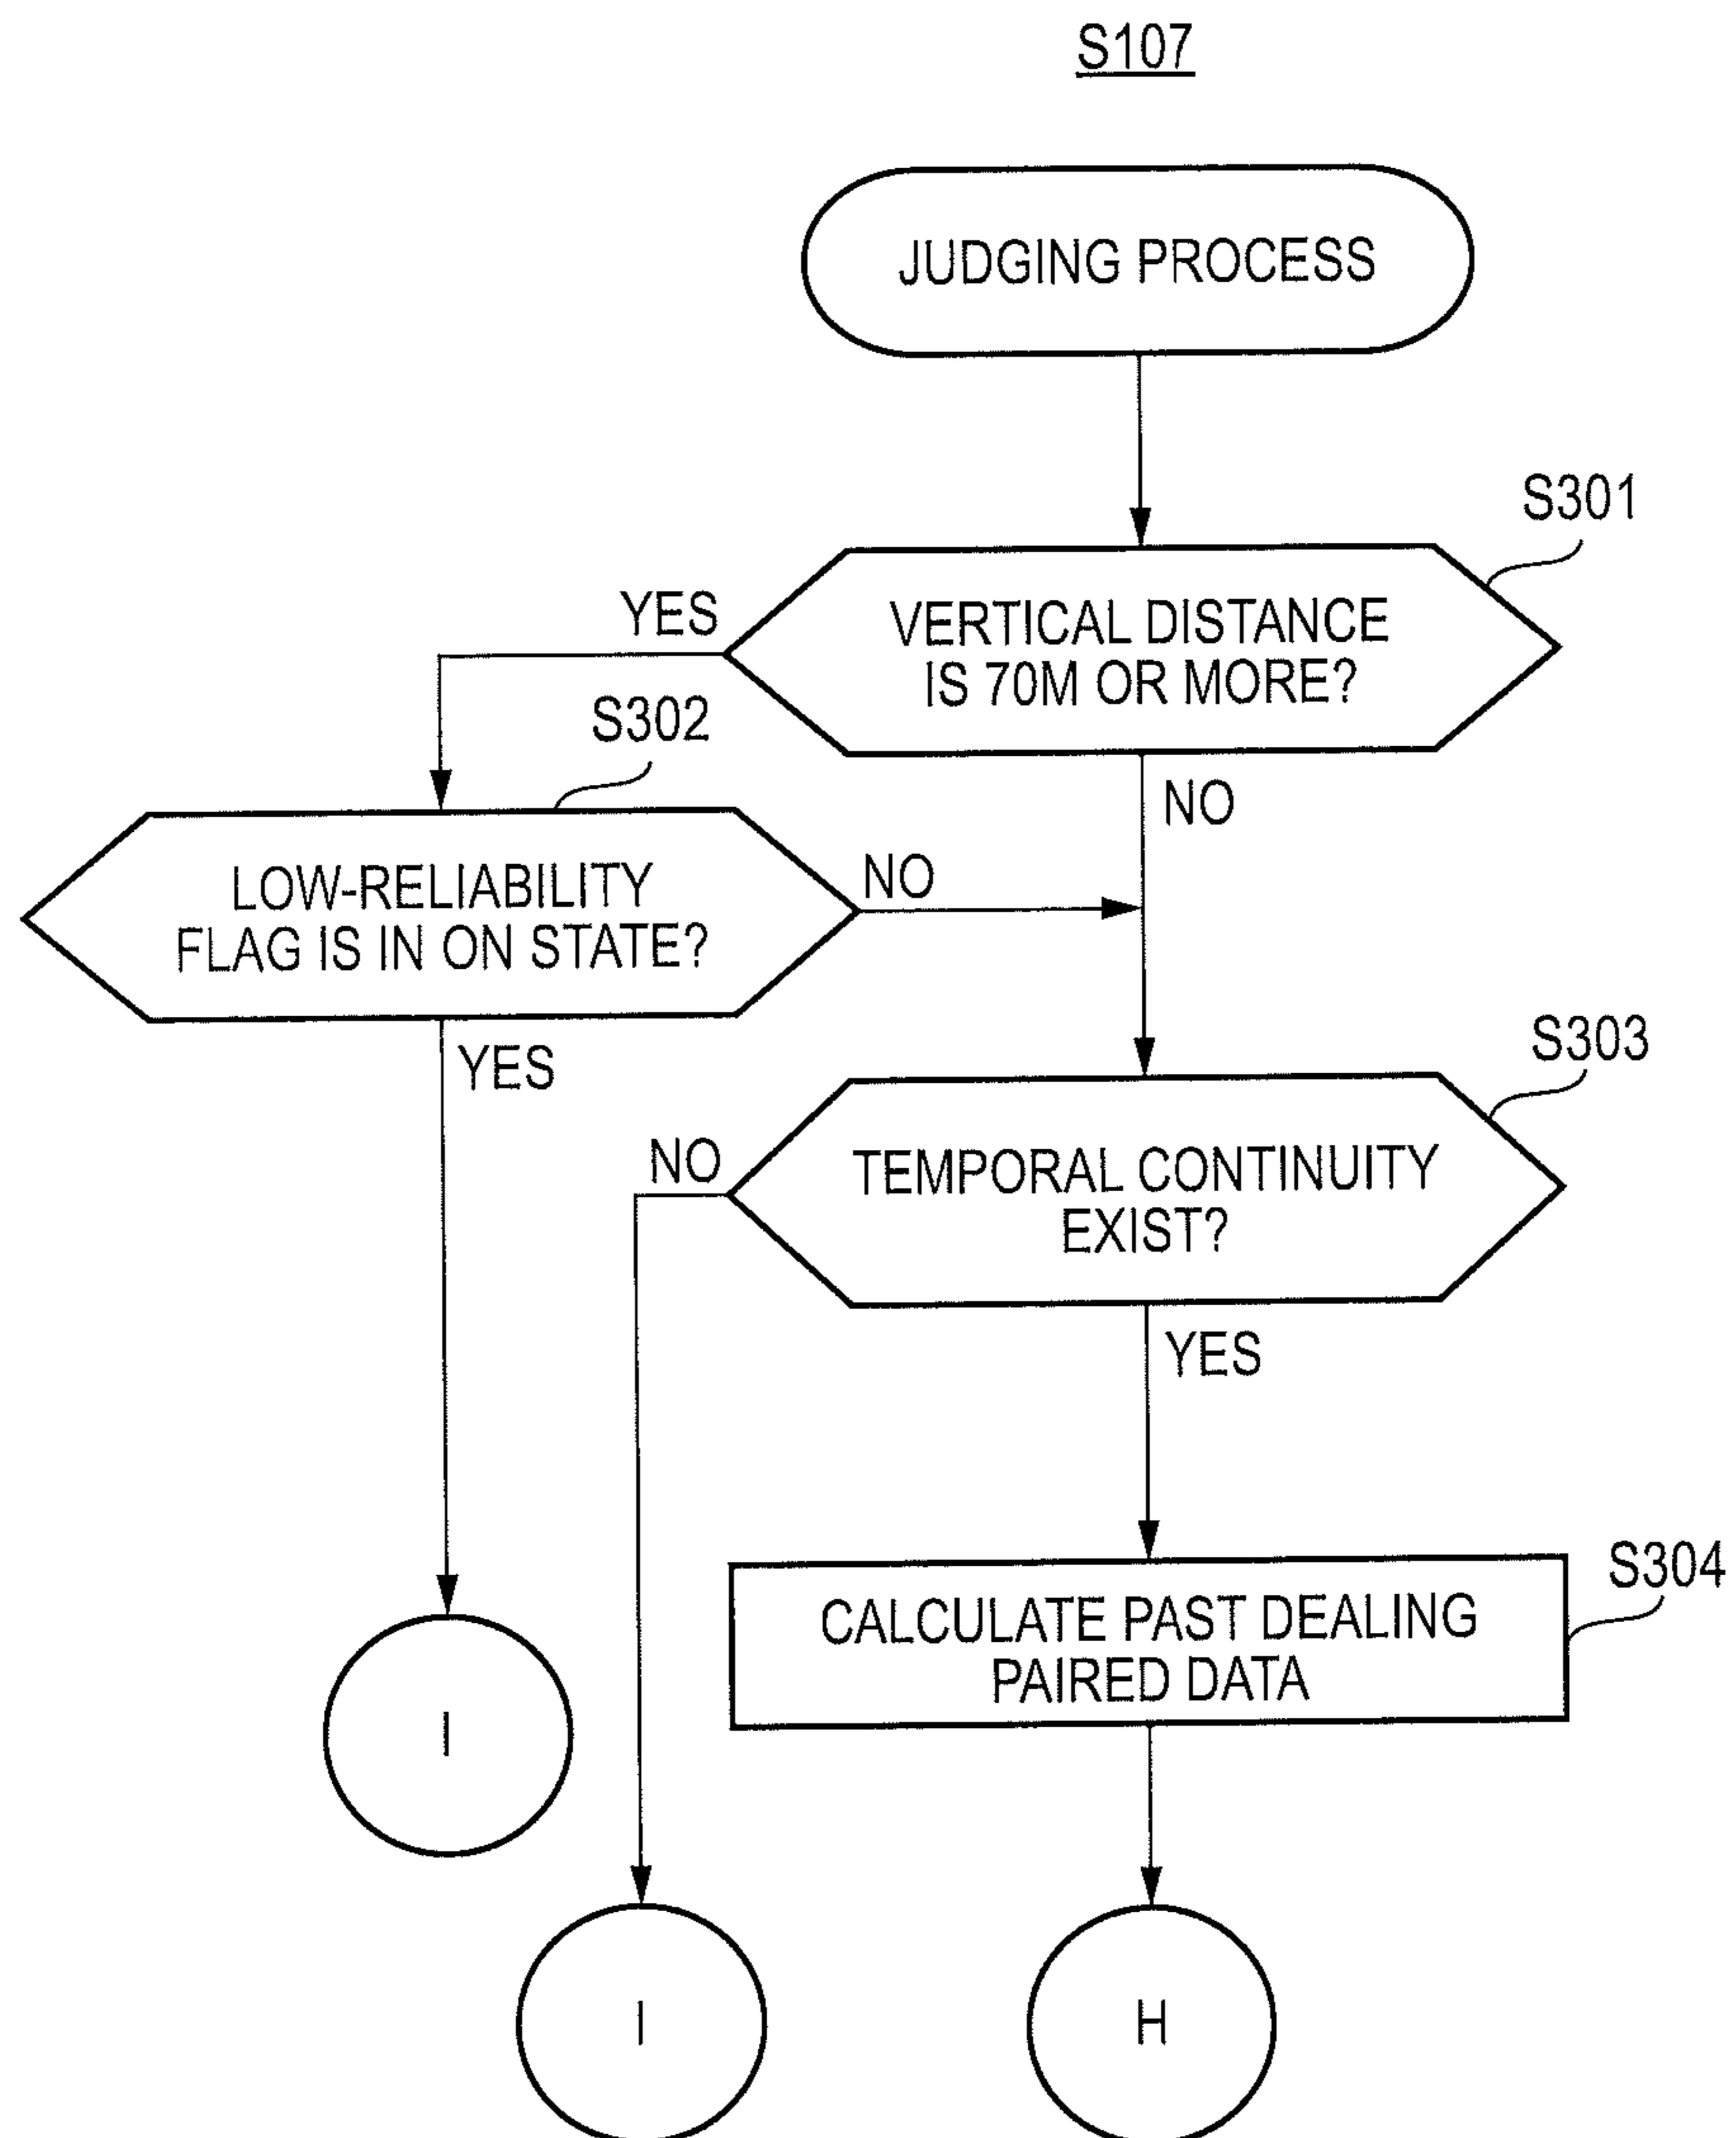 S107
JUDGING PROCESS
S301
YES
VERTICAL DISTANCE
IS 70M OR MORE?
S302
NO
LOW-RELIABILITY
FLAG IS IN ON STATE?
NO
YES
S303
NO
TEMPORAL CONTINUITY
EXIST?
YES
S304
CALCULATE PAST DEALING
PAIRED DATA
I
I
H